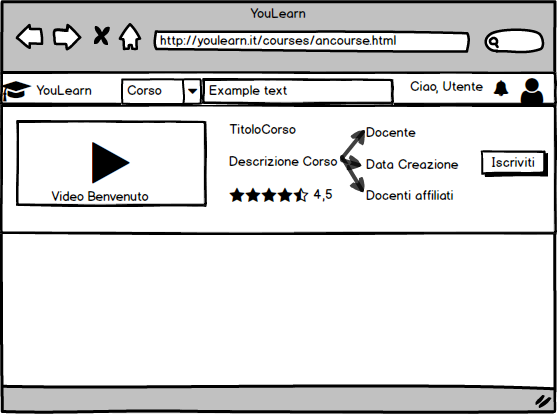 YouLearn
http://youlearn.it/courses/ancourse.html
YouLearn
Corso
Example text
Ciao, Utente
Video Benvenuto
TitoloCorso
Descrizione Corso
4,5
Docente
Data Creazione
Docenti affiliati
Iscriviti